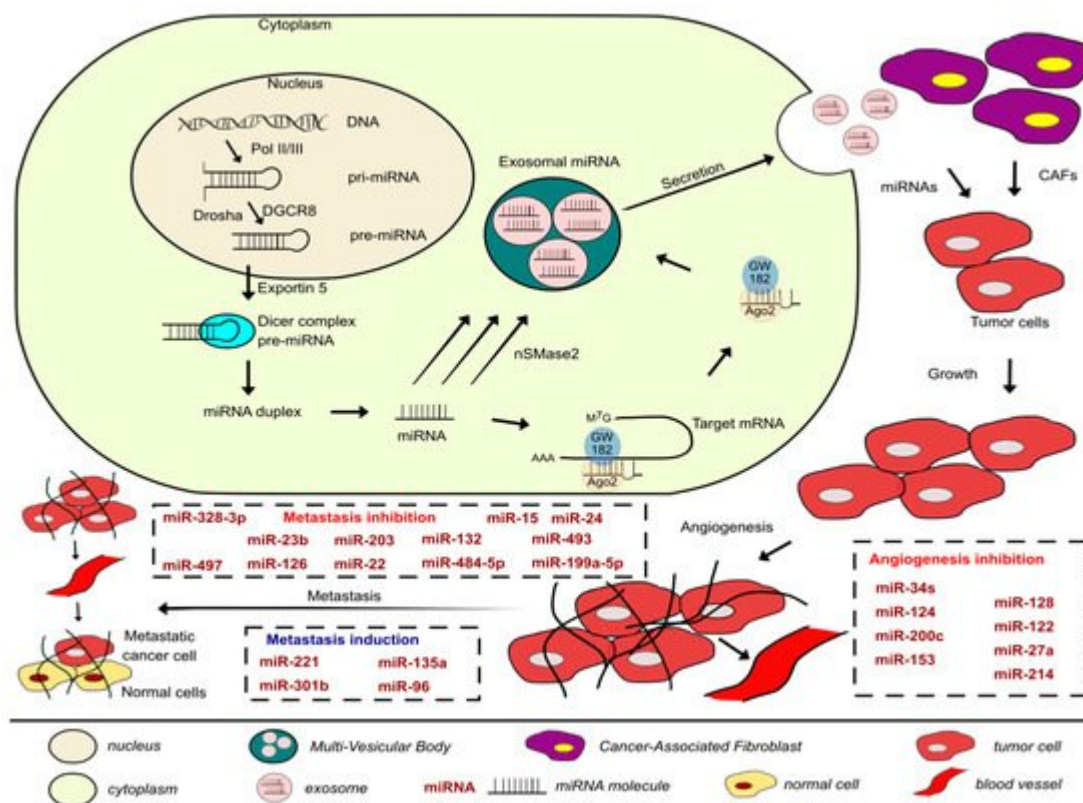 Cytoplasm
Nucleus
DNA
Pol II/III
pri-miRNA
Drosha DGCR8
pre-miRNA
Exportin 5
Dicer complex
pre-miRNA
miRNA duplex
miRNA
nSMase2
Exosomal miRNA
Secretion
GW
182
Ago2
M7G
Target mRNA
AAA
GW
182
Ago2
miRNAs
CAFs
Tumor cells
Growth
Angiogenesis
miR-328-3p Metastasis inhibition miR-15 miR-24
miR-23b miR-203 miR-132 miR-493
miR-497 miR-126 miR-22 miR-484-5p miR-199a-5p
Metastasis
Metastasis induction
miR-221 miR-135a
miR-301b miR-96
Metastatic
cancer cell
Normal cells
Angiogenesis inhibition
miR-34s
miR-128
miR-124
miR-122
miR-200c
miR-27a
miR-153
miR-214
nucleus Multi-Vesicular Body Cancer-Associated Fibroblast tumor cell
cytoplasm exosome miRNA miRNA molecule normal cell blood vessel